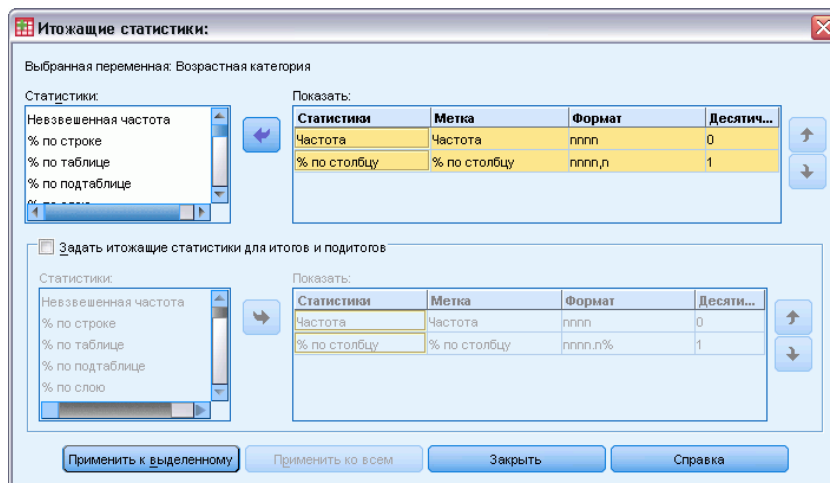 Итожащие статистики:
Выбранная переменная: Возрастная категория
Статистики:
Невзвешенная частота
% по строке
% по таблице
% по подтаблице
Показать:
Статистики Метка Формат Десятич...
Частота Частота nnnn 0
% по столбцу % по столбцу nnnn,n 1
Задать итожащие статистики для итогов и подитогов
Статистики:
Невзвешенная частота
% по строке
% по таблице
% по подтаблице
% по слою
Показать:
Статистики Метка Формат Десяти...
Частота Частота nnnn 0
% по столбцу % по столбцу nnnn.n% 1
Применить к выделенному Применить ко всем Закрыть Справка